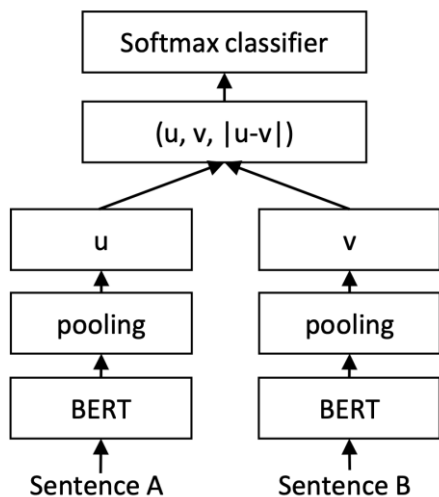 Softmax classifier
(u, v, |u-v|)
u
v
pooling
pooling
BERT
BERT
Sentence A
Sentence B